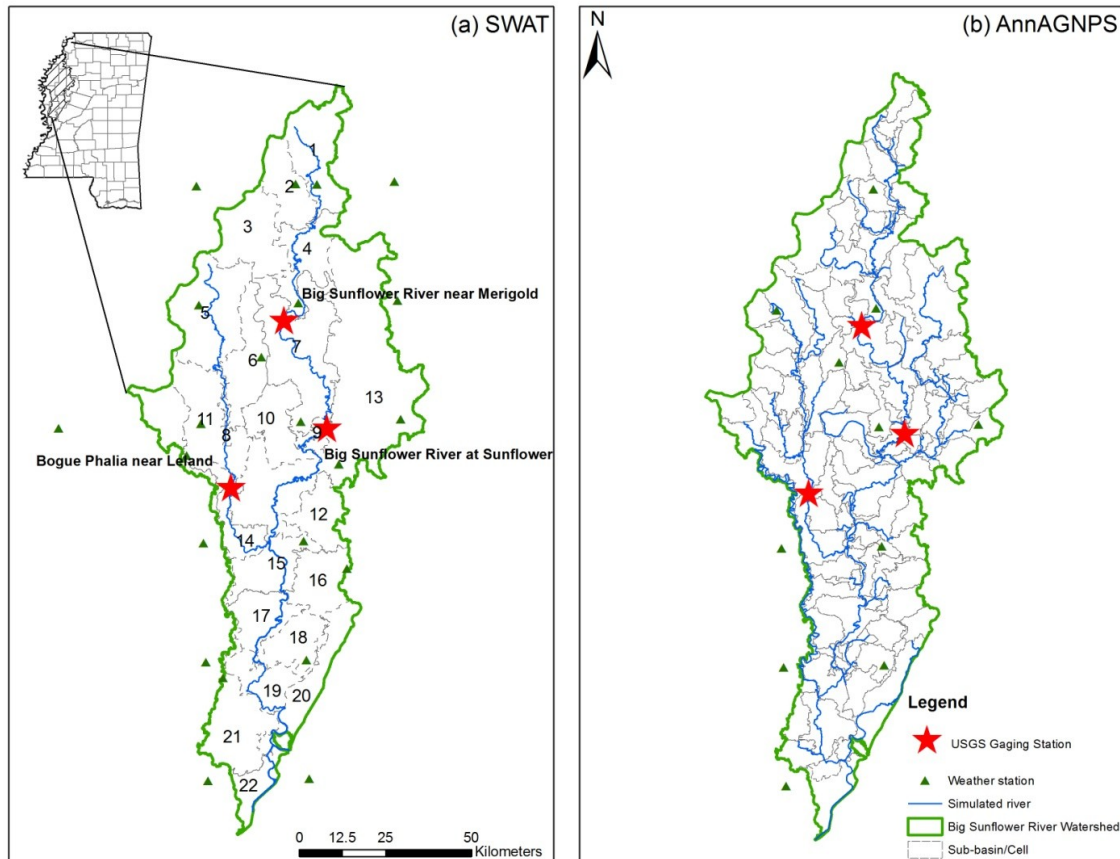 (a) SWAT
1
2
3
4
Big Sunflower River near Merigold
5
7
6
13
10
11
8
9
Big Sunflower River at Sunflower
Bogue Phalia near Leland
12
14
15
16
17
18
19
20
21
22
0 12.5 25 50
Kilometers
N
(b) AnnAGNPS
Legend
USGS Gaging Station
Weather station
Simulated river
Big Sunflower River Watershed
Sub-basin/Cell